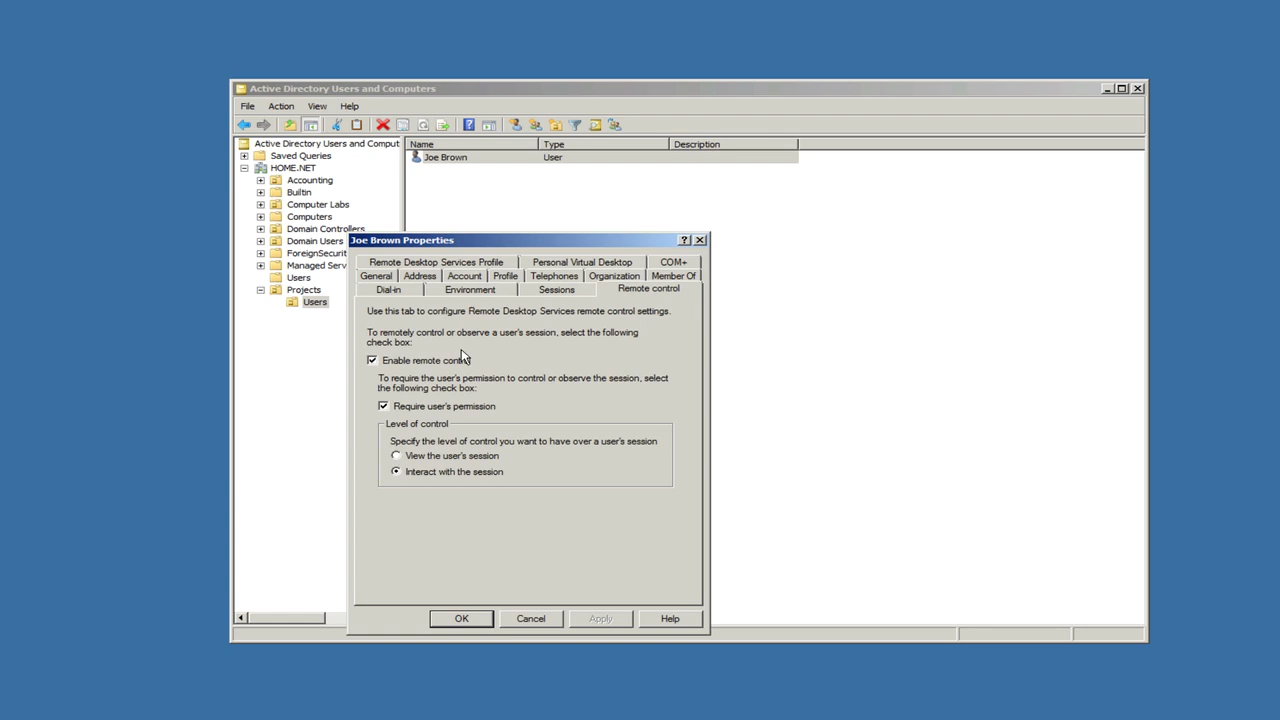 Active Directory Users and Computers
File Action View Help
Active Directory Users and Comput
Saved Queries
HOME.NET
Accounting
Builtin
Computer Labs
Computers
Domain Controllers
Domain Users
ForeignSecurit
Managed Serv
Users
Projects
Users
Name Type Description
Joe Brown User
Joe Brown Properties
Remote Desktop Services Profile Personal Virtual Desktop COM+
General Address Account Profile Telephones Organization Member Of
Dial-in Environment Sessions Remote control
Use this tab to configure Remote Desktop Services remote control settings.
To remotely control or observe a user's session, select the following
check box:
Enable remote control
To require the user's permission to control or observe the session, select
the following check box:
Require user's permission
Level of control
Specify the level of control you want to have over a user's session
View the user's session
Interact with the session
OK Cancel Apply Help